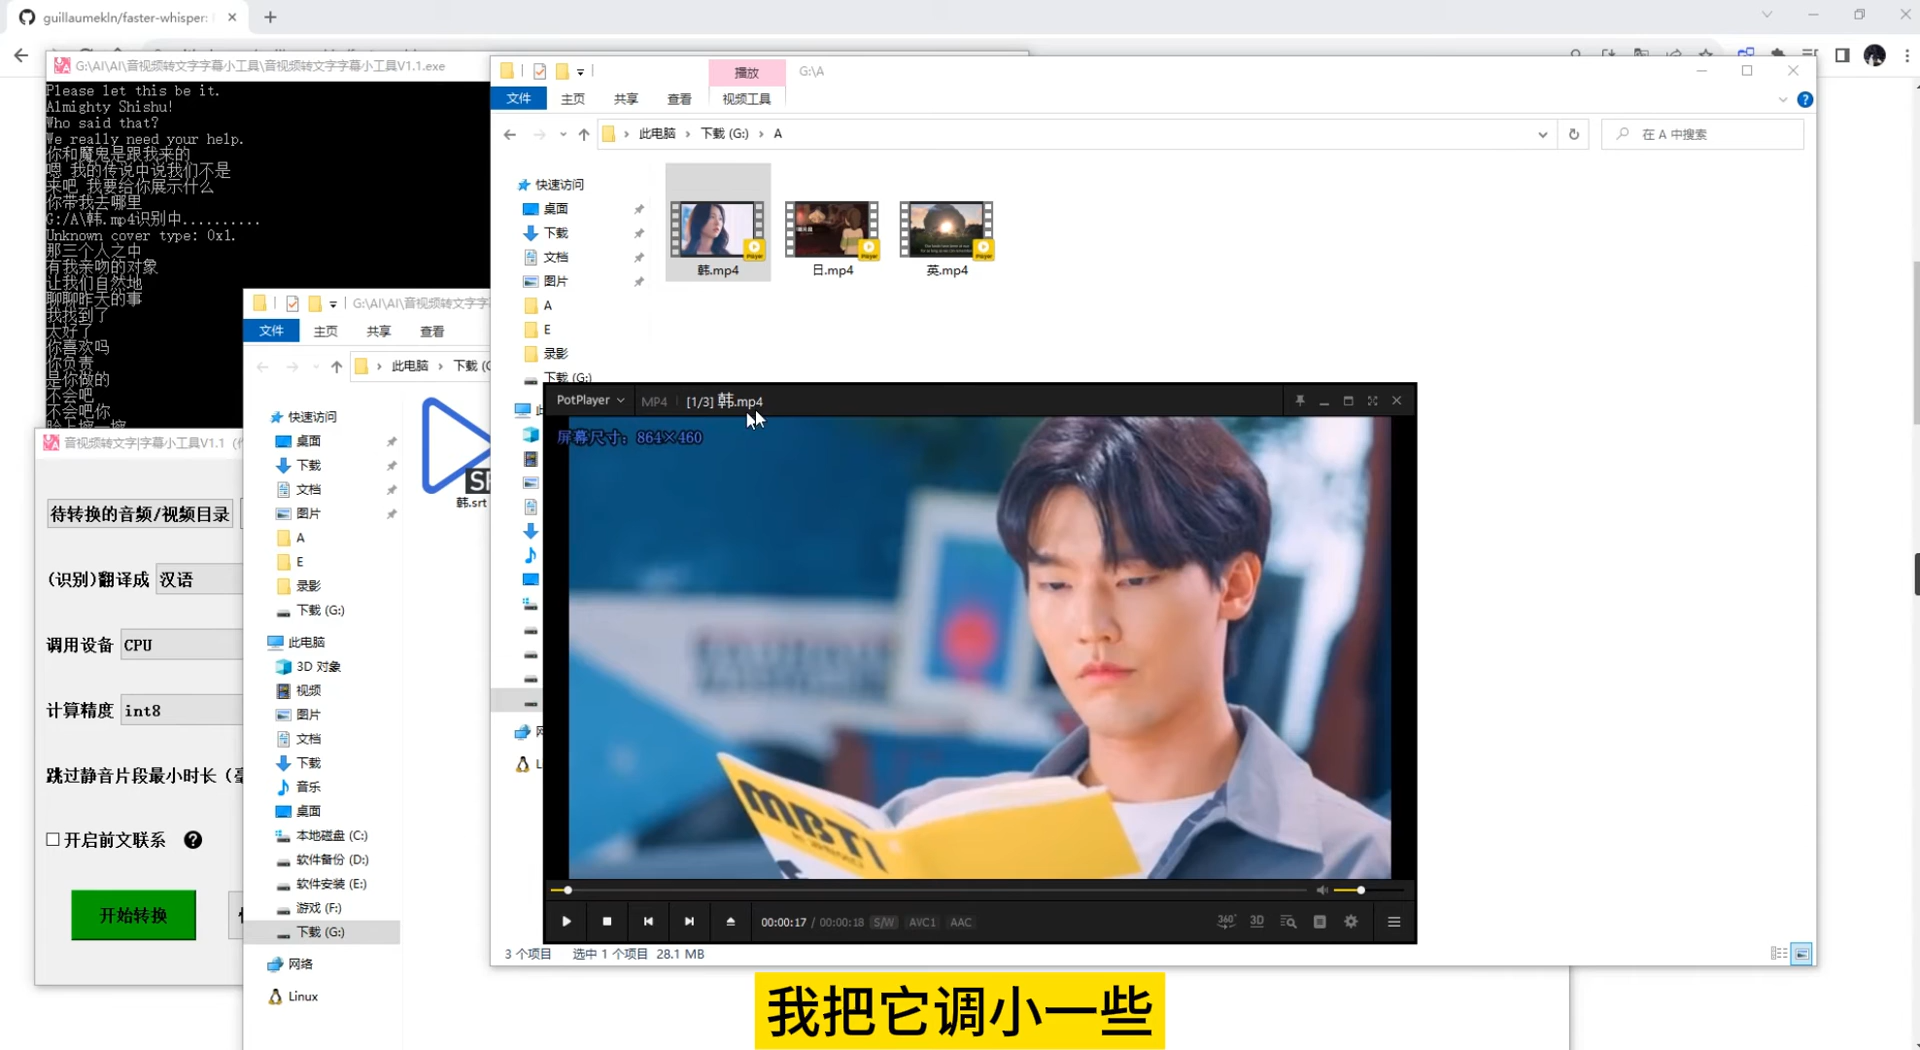 guillaumekln/faster-whisper:
G:\AI\AI\音视频转文字字幕小工具\音视频转文字字幕小工具V1.1.exe
Please let this be it.
Almighty Shishu!
Who said that?
We really need your help.
你和魔鬼是跟我来的
嗯 我的传说中说我们不是
来吧 我要给你展示什么
你带我去哪里
G:/A\韩.mp4识别中..........
Unknown cover type: 0x1.
那三个人之中
有我亲吻的对象
让我们自然地
聊聊昨天的事
我找到了
太好了
你喜欢吗
你负责
是你做的
不会吧
不会吧你
音视频转文字|字幕小工具V1.1
待转换的音频/视频目录
(识别)翻译成 汉语
调用设备 CPU
计算精度 int8
跳过静音片段最小时长
开启前文联系
开始转换
G:\AI\AI\音视频转文字
文件 主页 共享 查看
此电脑 下载
快速访问
桌面
下载
文档
图片
A
E
录影
下载 (G:)
此电脑
3D 对象
视频
图片
文档
下载
音乐
桌面
本地磁盘 (C:)
软件备份 (D:)
软件安装 (E:)
游戏 (F:)
下载 (G:)
网络
Linux
韩.srt
播放 G:\A
文件 主页 共享 查看 视频工具
此电脑 下载 (G:) A
在 A 中搜索
快速访问
桌面
下载
文档
图片
A
E
录影
下载 (G:)
韩.mp4 日.mp4 英.mp4
PotPlayer MP4 [1/3] 韩.mp4
屏幕尺寸: 864×460
MBTI
00:00:17 / 00:00:18 S/W AVC1 AAC
360° 3D
3 个项目 选中 1 个项目 28.1 MB
我把它调小一些